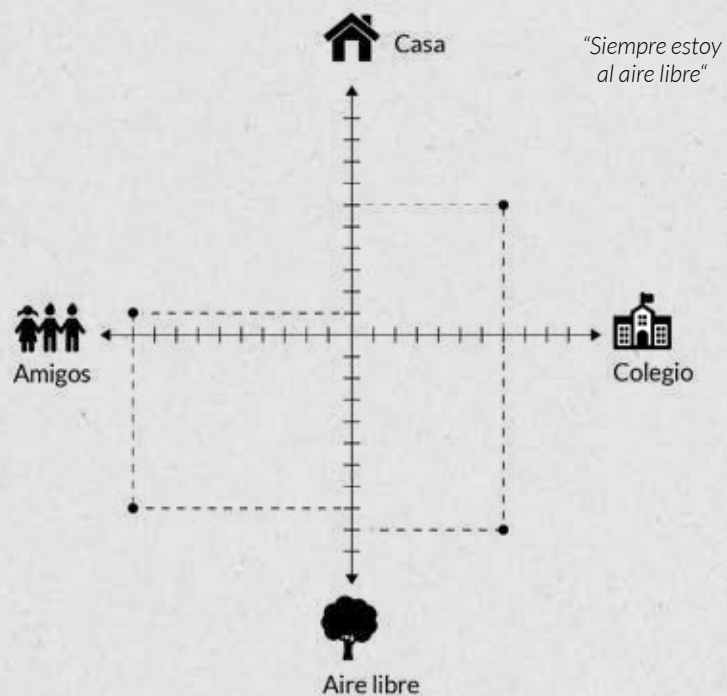 Casa
“Siempre estoy
al aire libre“
Amigos
Colegio
Aire libre